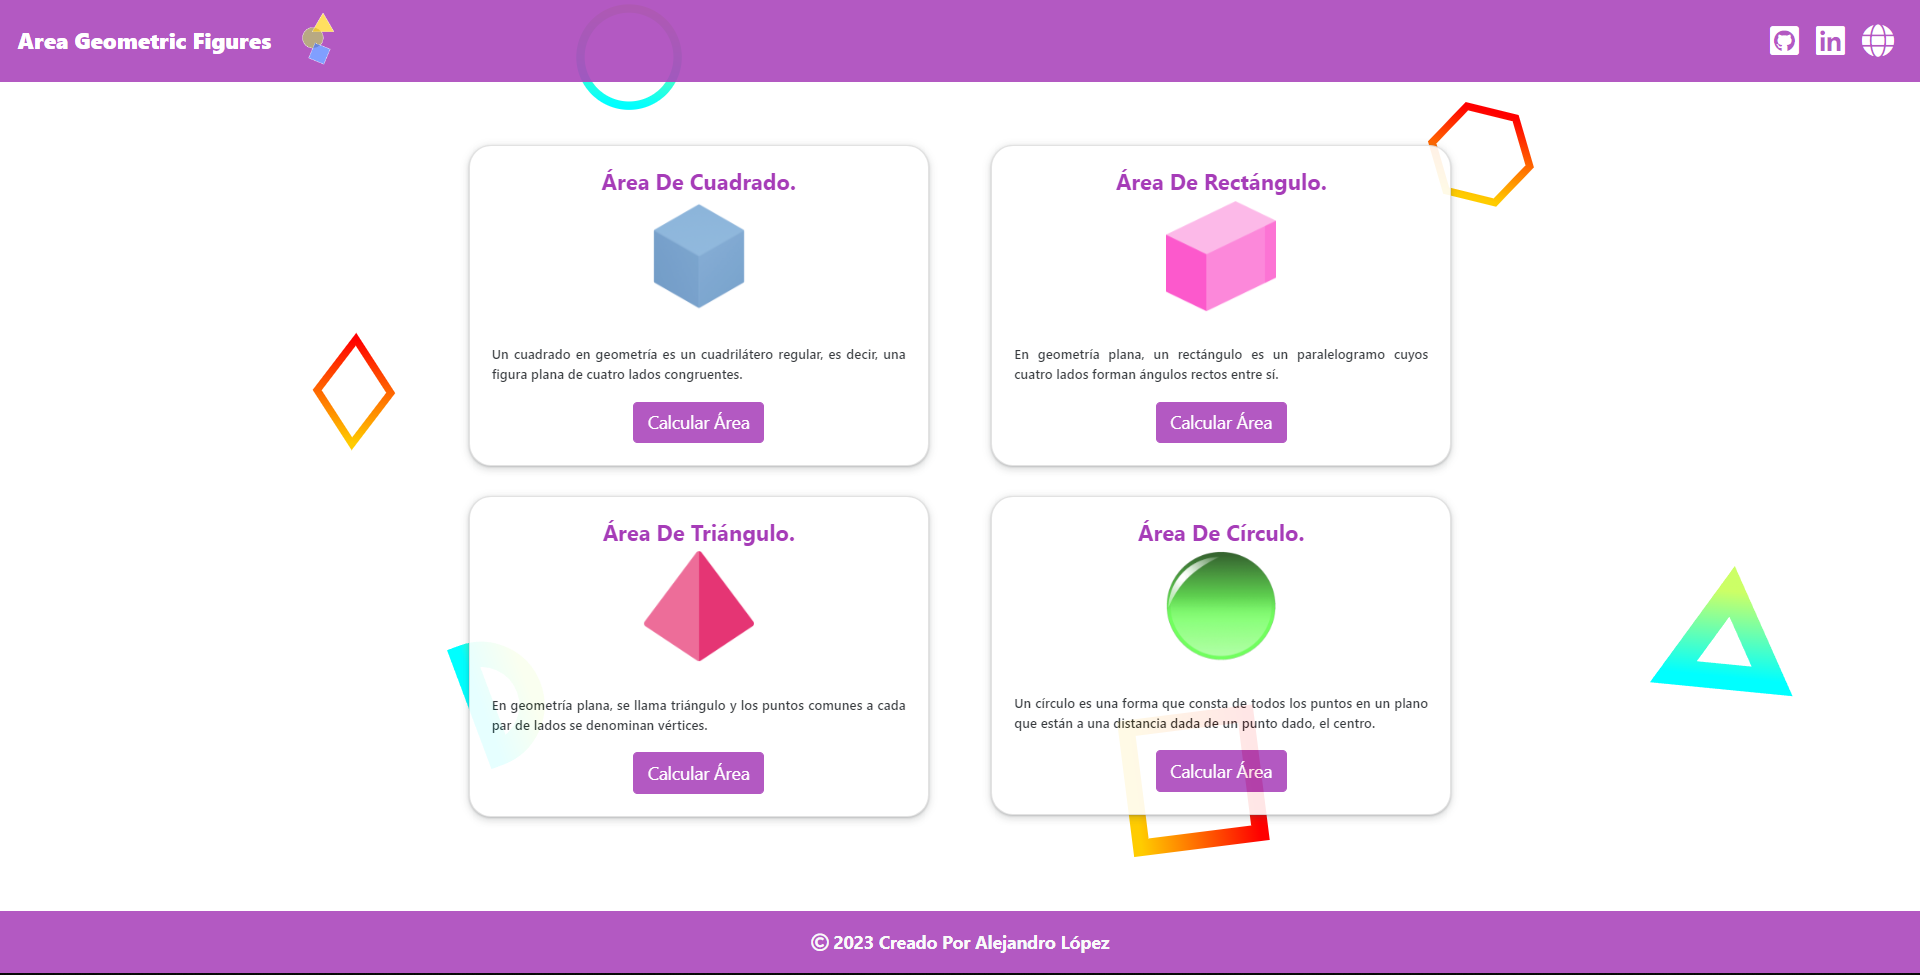 Area Geometric Figures
Área De Cuadrado.
Un cuadrado en geometría es un cuadrilátero regular, es decir, una
figura plana de cuatro lados congruentes.
Calcular Área
Área De Rectángulo.
En geometría plana, un rectángulo es un paralelogramo cuyos
cuatro lados forman ángulos rectos entre sí.
Calcular Área
Área De Triángulo.
En geometría plana, se llama triángulo y los puntos comunes a cada
par de lados se denominan vértices.
Calcular Área
Área De Círculo.
Un círculo es una forma que consta de todos los puntos en un plano
que están a una distancia dada de un punto dado, el centro.
Calcular Área
© 2023 Creado Por Alejandro López